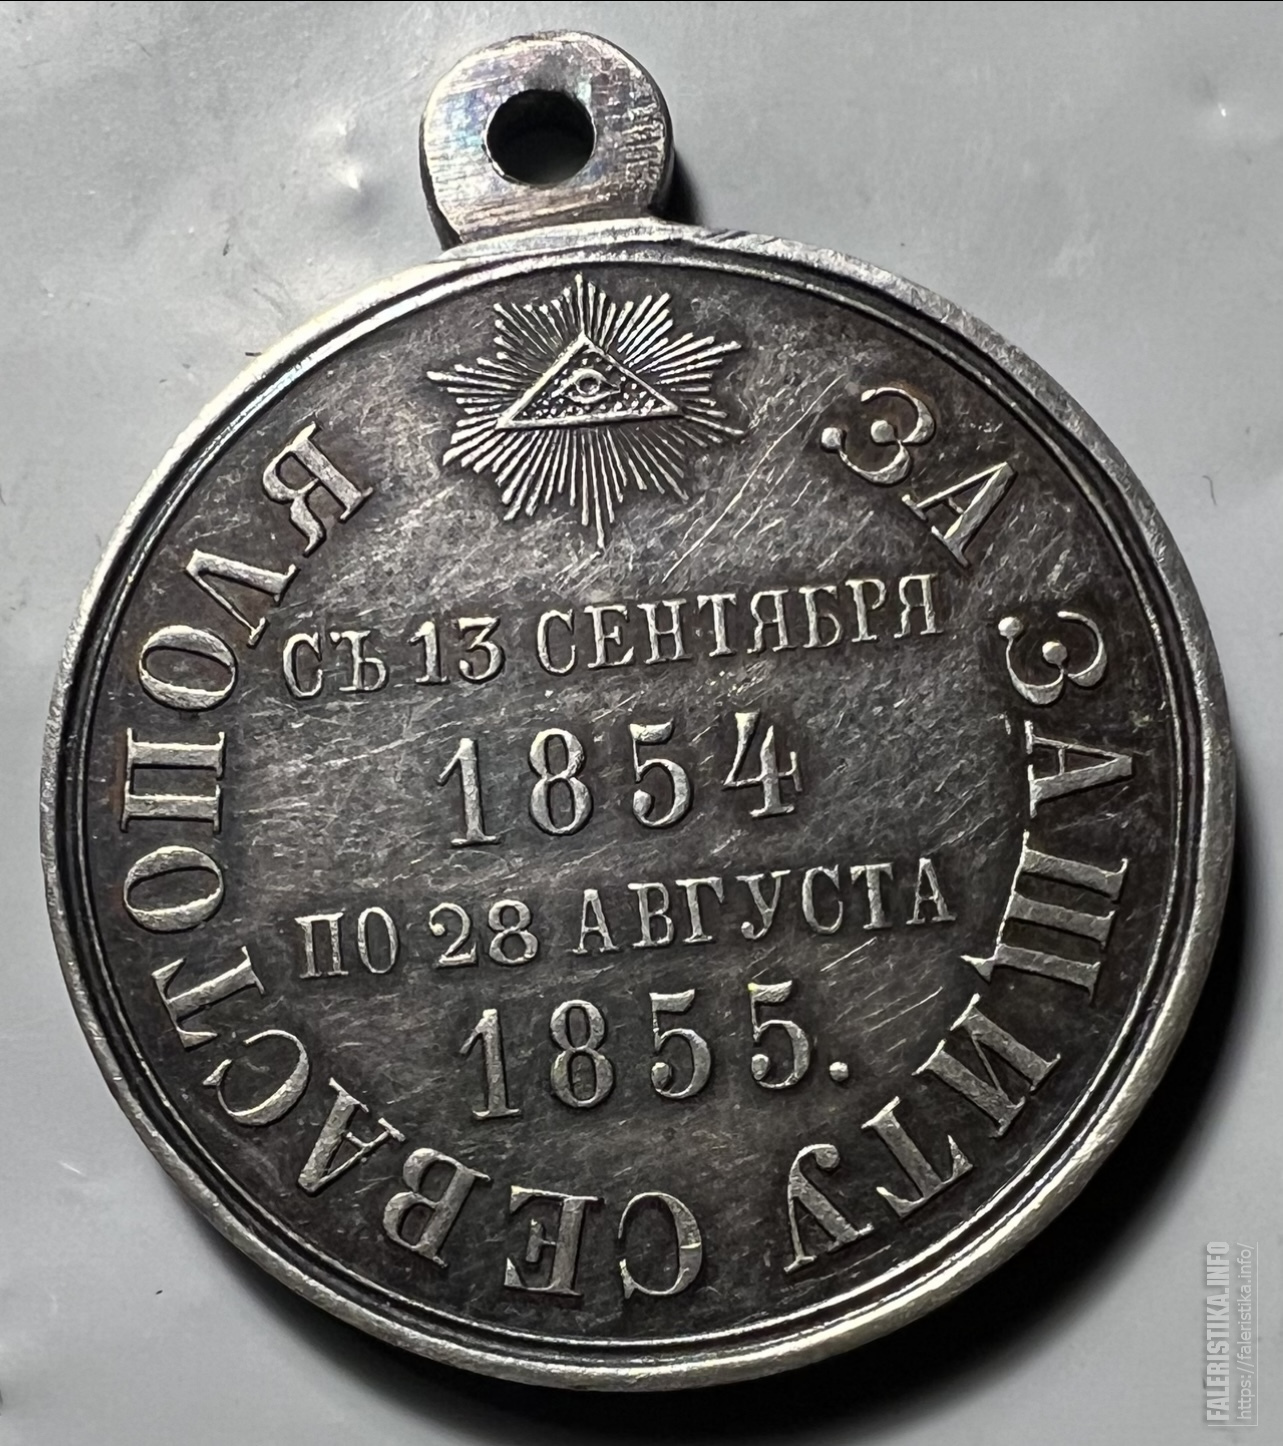 ЗА ЗАЩИТУ СЕВАСТОПОЛЯ
СЪ 13 СЕНТЯБРЯ
1854
ПО 28 АВГУСТА
1855.
FALERISTIKA.INFO
https://faleristika.info/